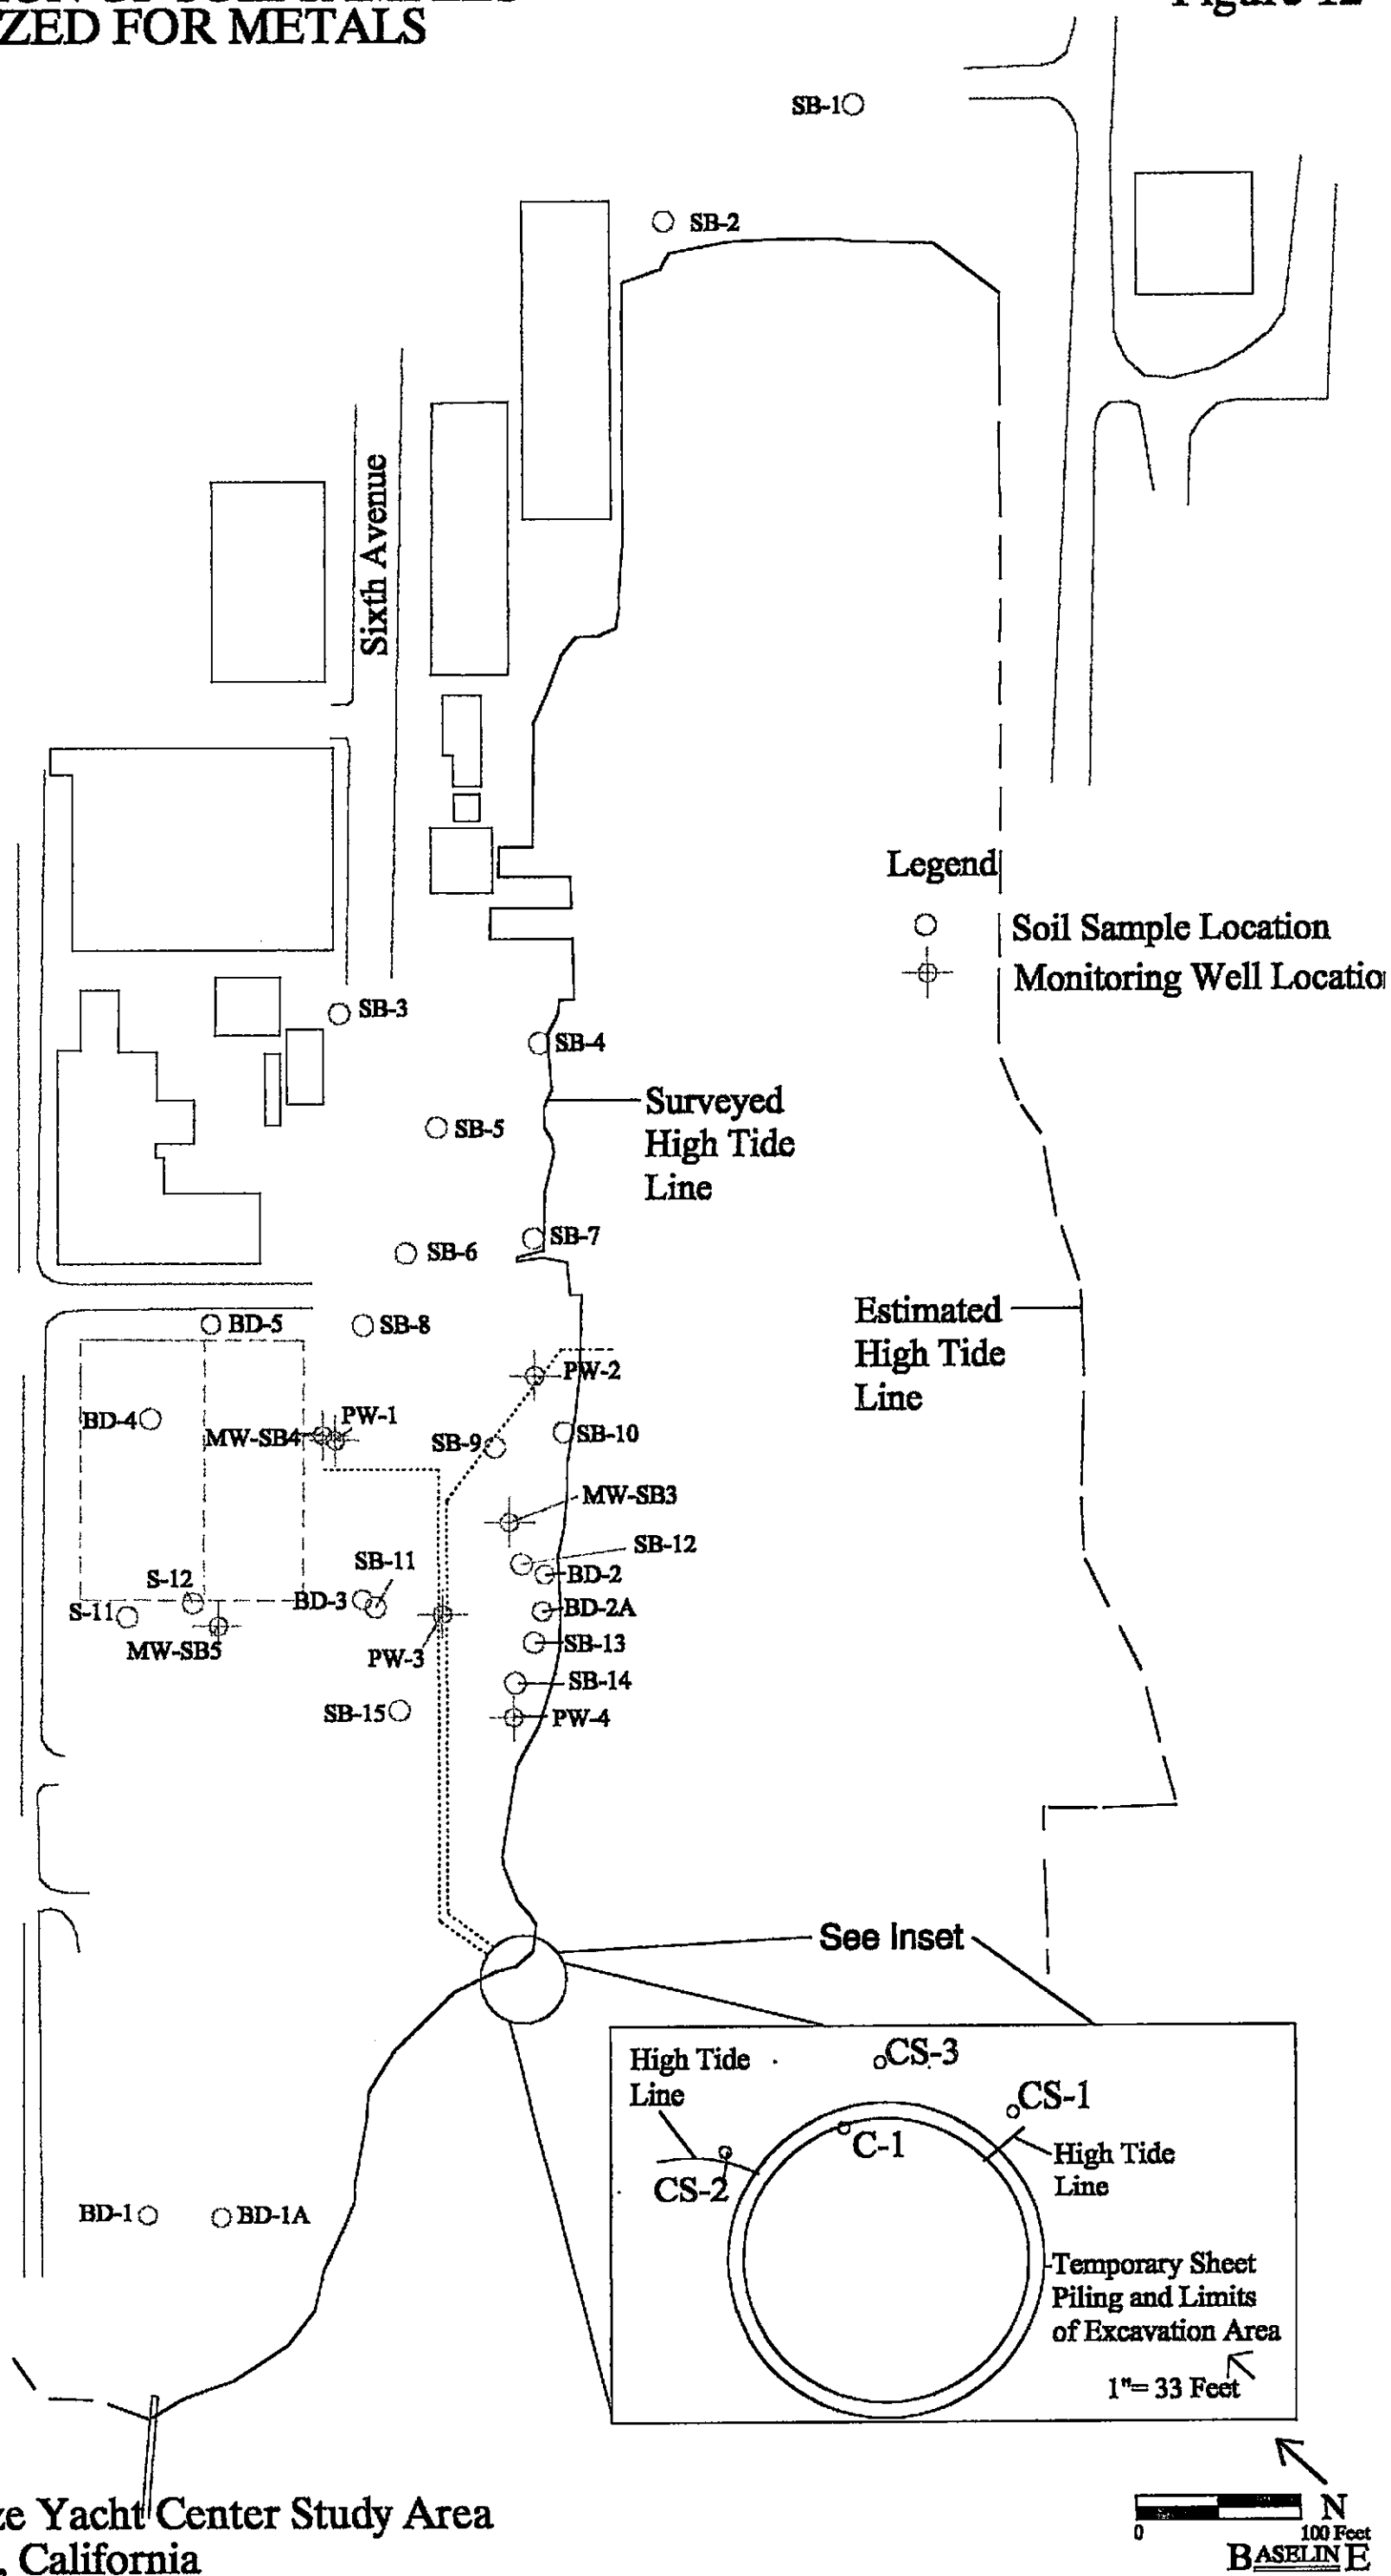 ZED FOR METALS
Figure 12
SB-1
SB-2
Sixth Avenue
Legend
Soil Sample Location
Monitoring Well Locatio
SB-3
SB-4
Surveyed
High Tide
Line
SB-5
SB-7
SB-6
Estimated
High Tide
Line
BD-5
SB-8
PW-2
BD-4
PW-1
MW-SB4
SB-9
SB-10
MW-SB3
SB-12
SB-11
BD-2
S-12
BD-3
BD-2A
S-11
SB-13
MW-SB5
PW-3
SB-14
SB-15
PW-4
See Inset
High Tide
Line
CS-3
CS-1
C-1
High Tide
Line
CS-2
BD-1
BD-1A
Temporary Sheet
Piling and Limits
of Excavation Area
1"= 33 Feet
ze Yacht Center Study Area
, California
N
0
100 Feet
BASELINE